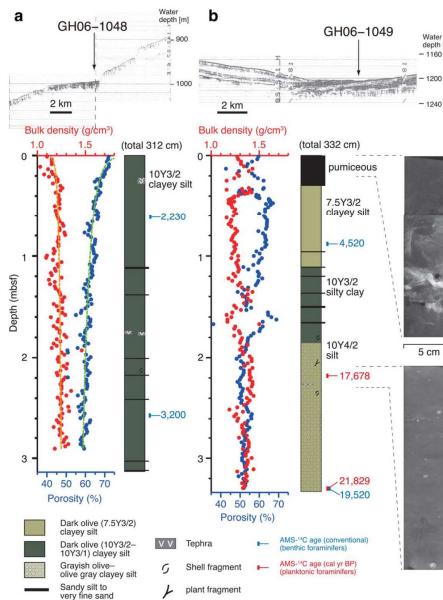 a
GH06–1048
Water depth [m]
900
1000
2 km
b
GH06–1049
Water depth
1160
1200
1240
2 km
Bulk density (g/cm³)
1.0 1.5
(total 312 cm)
0
1
2
3
Depth (mbsf)
40 50 60 70
Porosity (%)
10Y3/2
clayey silt
2,230
3,200
Bulk density (g/cm³)
1.0 1.5
(total 332 cm)
0
1
2
3
40 50 60 70
Porosity (%)
pumiceous
7.5Y3/2
clayey silt
4,520
10Y3/2
silty clay
10Y4/2
silt
17,678
21,829
19,520
5 cm
Dark olive (7.5Y3/2)
clayey silt
Dark olive (10Y3/2–
10Y3/1) clayey silt
Grayish olive–
olive gray clayey silt
Sandy silt to
very fine sand
V V Tephra
Shell fragment
plant fragment
AMS-¹⁴C age (conventional)
(benthic foraminifers)
AMS-¹⁴C age (cal yr BP)
(planktonic foraminifers)